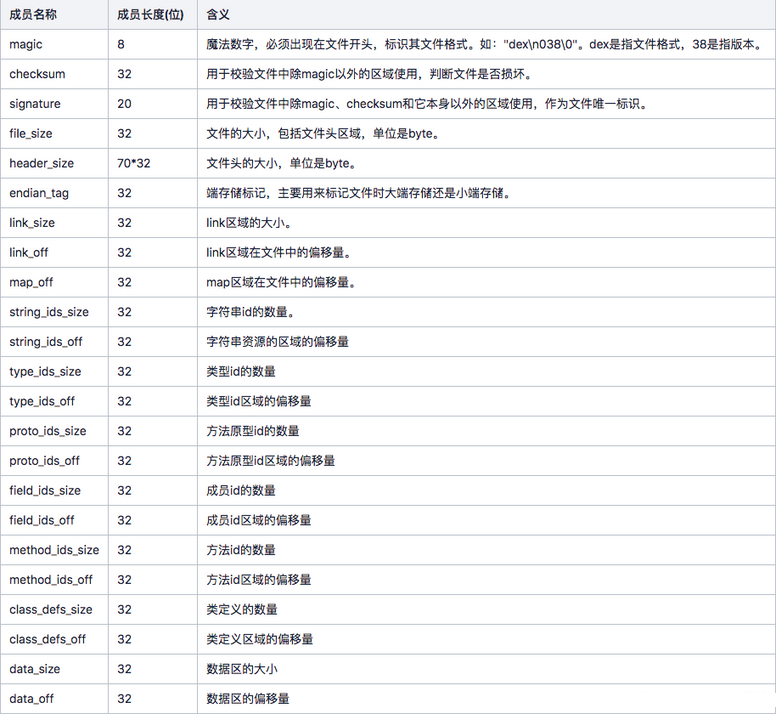 成员名称 成员长度(位) 含义
magic 8 魔法数字，必须出现在文件开头，标识其文件格式。如："dex\n038\0"。dex是指文件格式，38是指版本。
checksum 32 用于校验文件中除magic以外的区域使用，判断文件是否损坏。
signature 20 用于校验文件中除magic、checksum和它本身以外的区域使用，作为文件唯一标识。
file_size 32 文件的大小，包括文件头区域，单位是byte。
header_size 70*32 文件头的大小，单位是byte。
endian_tag 32 端存储标记，主要用来标记文件时大端存储还是小端存储。
link_size 32 link区域的大小。
link_off 32 link区域在文件中的偏移量。
map_off 32 map区域在文件中的偏移量。
string_ids_size 32 字符串id的数量。
string_ids_off 32 字符串资源的区域的偏移量
type_ids_size 32 类型id的数量
type_ids_off 32 类型id区域的偏移量
proto_ids_size 32 方法原型id的数量
proto_ids_off 32 方法原型id区域的偏移量
field_ids_size 32 成员id的数量
field_ids_off 32 成员id区域的偏移量
method_ids_size 32 方法id的数量
method_ids_off 32 方法id区域的偏移量
class_defs_size 32 类定义的数量
class_defs_off 32 类定义区域的偏移量
data_size 32 数据区的大小
data_off 32 数据区的偏移量